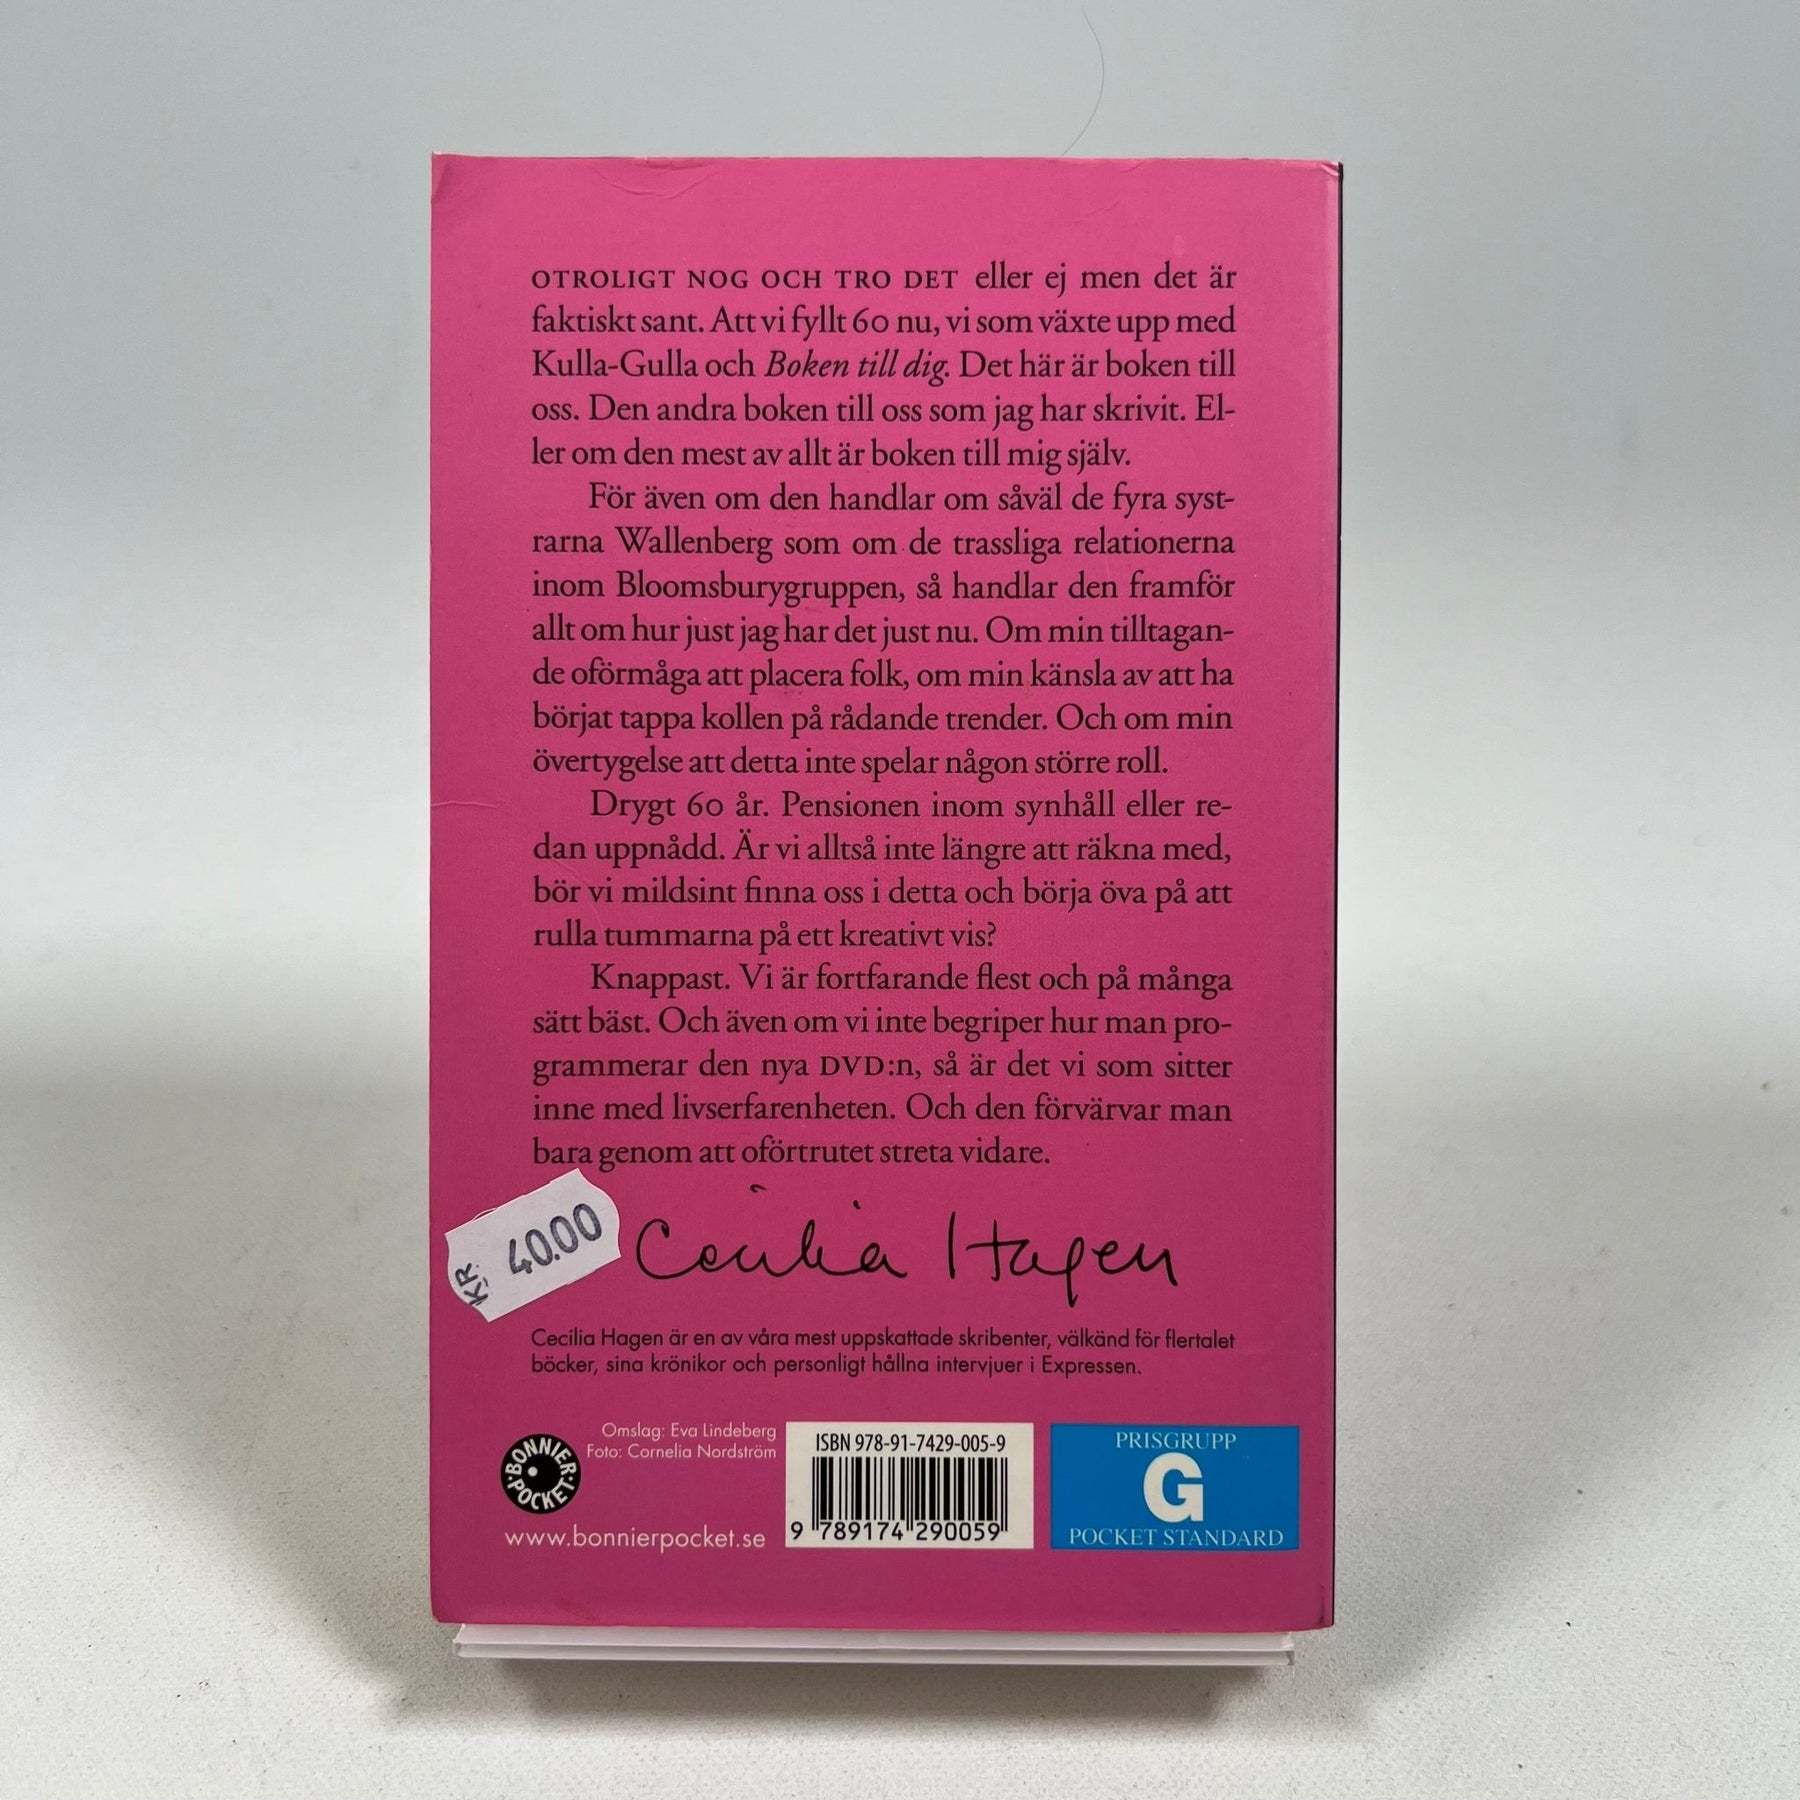 OTROLIGT NOG OCH TRO DET eller ej men det är
faktiskt sant. Att vi fyllt 60 nu, vi som växte upp med
Kulla-Gulla och Boken till dig. Det här är boken till
oss. Den andra boken till oss som jag har skrivit. El-
ler om den mest av allt är boken till mig själv.
För även om den handlar om såväl de fyra syst-
rarna Wallenberg som om de trassliga relationerna
inom Bloomsburygruppen, så handlar den framför
allt om hur just jag har det just nu. Om min tilltagan-
de oförmåga att placera folk, om min känsla av att ha
börjat tappa kollen på rådande trender. Och om min
övertygelse att detta inte spelar någon större roll.
Drygt 60 år. Pensionen inom synhåll eller re-
dan uppnådd. Är vi alltså inte längre att räkna med,
bör vi mildsint finna oss i detta och börja öva på att
rulla tummarna på ett kreativt vis?
Knappast. Vi är fortfarande flest och på många
sätt bäst. Och även om vi inte begriper hur man pro-
grammerar den nya DVD:n, så är det vi som sitter
inne med livserfarenheten. Och den förvärvar man
bara genom att oförtrutet streta vidare.
KR 40.00
Cecilia Hagen
Cecilia Hagen är en av våra mest uppskattade skribenter, välkänd för flertalet
böcker, sina krönikor och personligt hållna intervjuer i Expressen.
Omslag: Eva Lindeberg
Foto: Cornelia Nordström
BONNIER POCKET
www.bonnierpocket.se
ISBN 978-91-7429-005-9
9 789174 290059
PRISGRUPP
G
POCKET STANDARD